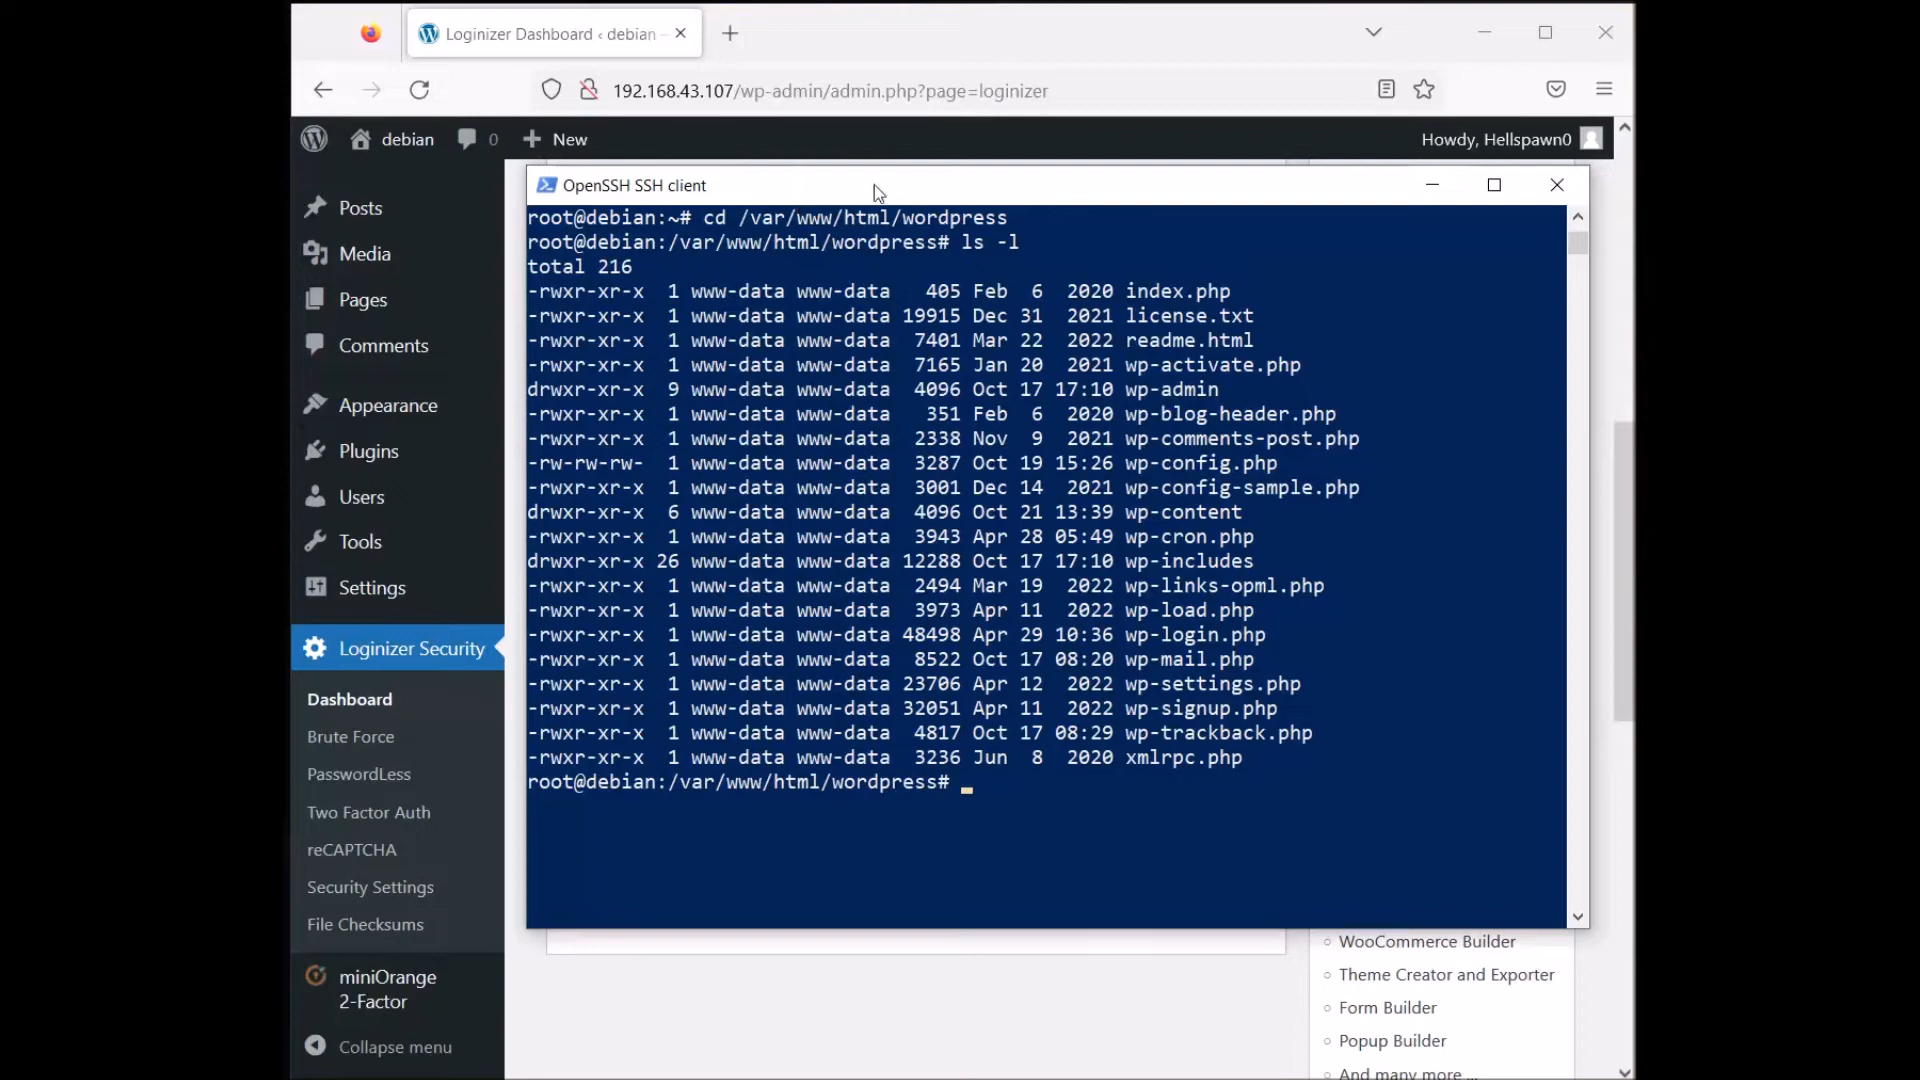 Loginizer Dashboard ‹ debian —
192.168.43.107/wp-admin/admin.php?page=loginizer
debian
0
New
Howdy, Hellspawn0
Posts
Media
Pages
Comments
Appearance
Plugins
Users
Tools
Settings
Loginizer Security
Dashboard
Brute Force
PasswordLess
Two Factor Auth
reCAPTCHA
Security Settings
File Checksums
miniOrange
2-Factor
Collapse menu
OpenSSH SSH client
root@debian:~# cd /var/www/html/wordpress
root@debian:/var/www/html/wordpress# ls -l
total 216
-rwxr-xr-x  1 www-data www-data   405 Feb  6  2020 index.php
-rwxr-xr-x  1 www-data www-data 19915 Dec 31  2021 license.txt
-rwxr-xr-x  1 www-data www-data  7401 Mar 22  2022 readme.html
-rwxr-xr-x  1 www-data www-data  7165 Jan 20  2021 wp-activate.php
drwxr-xr-x  9 www-data www-data  4096 Oct 17 17:10 wp-admin
-rwxr-xr-x  1 www-data www-data   351 Feb  6  2020 wp-blog-header.php
-rwxr-xr-x  1 www-data www-data  2338 Nov  9  2021 wp-comments-post.php
-rw-rw-rw-  1 www-data www-data  3287 Oct 19 15:26 wp-config.php
-rwxr-xr-x  1 www-data www-data  3001 Dec 14  2021 wp-config-sample.php
drwxr-xr-x  6 www-data www-data  4096 Oct 21 13:39 wp-content
-rwxr-xr-x  1 www-data www-data  3943 Apr 28 05:49 wp-cron.php
drwxr-xr-x 26 www-data www-data 12288 Oct 17 17:10 wp-includes
-rwxr-xr-x  1 www-data www-data  2494 Mar 19  2022 wp-links-opml.php
-rwxr-xr-x  1 www-data www-data  3973 Apr 11  2022 wp-load.php
-rwxr-xr-x  1 www-data www-data 48498 Apr 29 10:36 wp-login.php
-rwxr-xr-x  1 www-data www-data  8522 Oct 17 08:20 wp-mail.php
-rwxr-xr-x  1 www-data www-data 23706 Apr 12  2022 wp-settings.php
-rwxr-xr-x  1 www-data www-data 32051 Apr 11  2022 wp-signup.php
-rwxr-xr-x  1 www-data www-data  4817 Oct 17 08:29 wp-trackback.php
-rwxr-xr-x  1 www-data www-data  3236 Jun  8  2020 xmlrpc.php
root@debian:/var/www/html/wordpress#
WooCommerce Builder
Theme Creator and Exporter
Form Builder
Popup Builder
And many more ...